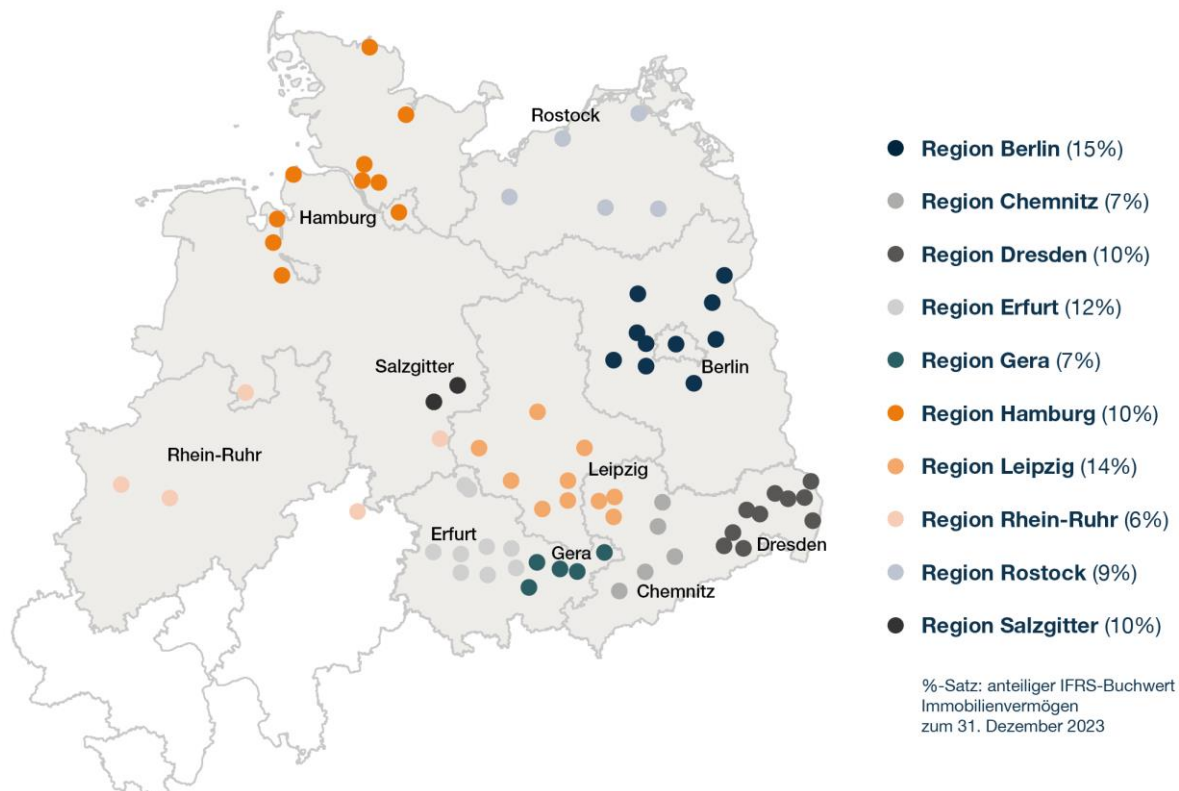 Rostock
Hamburg
Salzgitter
Berlin
Rhein-Ruhr
Leipzig
Erfurt
Gera
Dresden
Chemnitz
Region Berlin (15%)
Region Chemnitz (7%)
Region Dresden (10%)
Region Erfurt (12%)
Region Gera (7%)
Region Hamburg (10%)
Region Leipzig (14%)
Region Rhein-Ruhr (6%)
Region Rostock (9%)
Region Salzgitter (10%)
%-Satz: anteiliger IFRS-Buchwert
Immobilienvermögen
zum 31. Dezember 2023